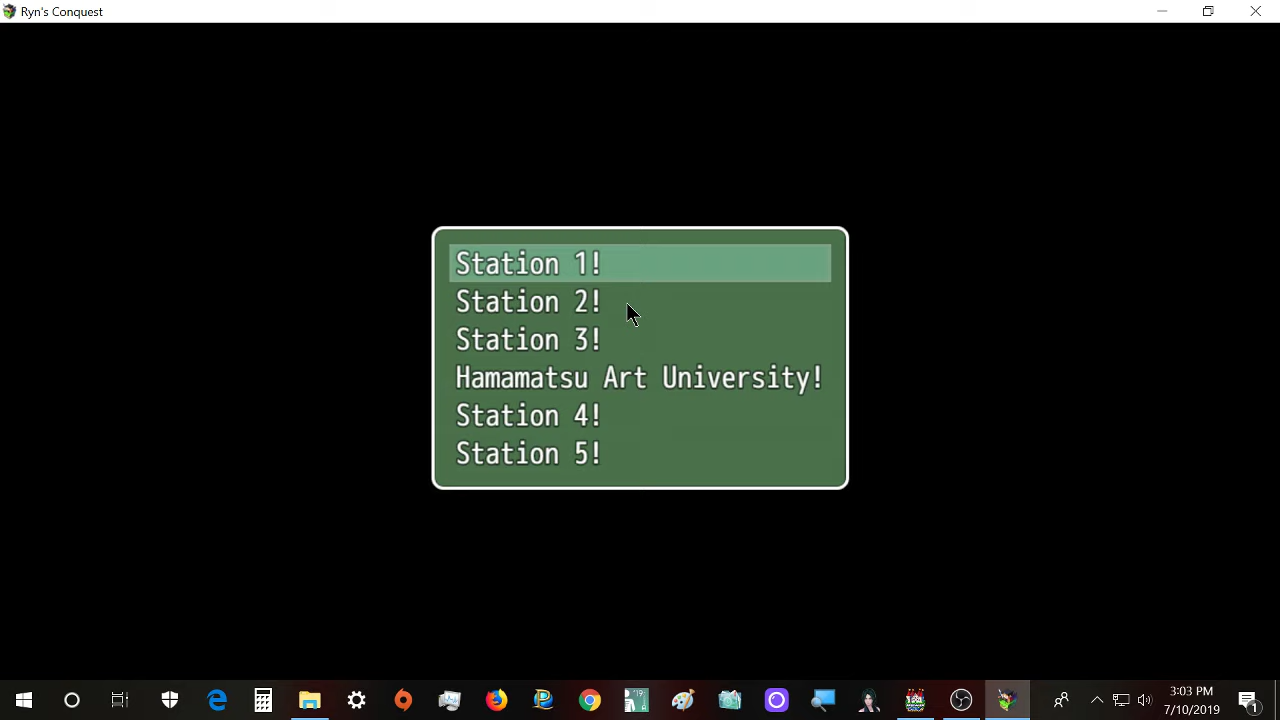 Ryn's Conquest
Station 1!
Station 2!
Station 3!
Hamamatsu Art University!
Station 4!
Station 5!
3:03 PM
7/10/2019
1